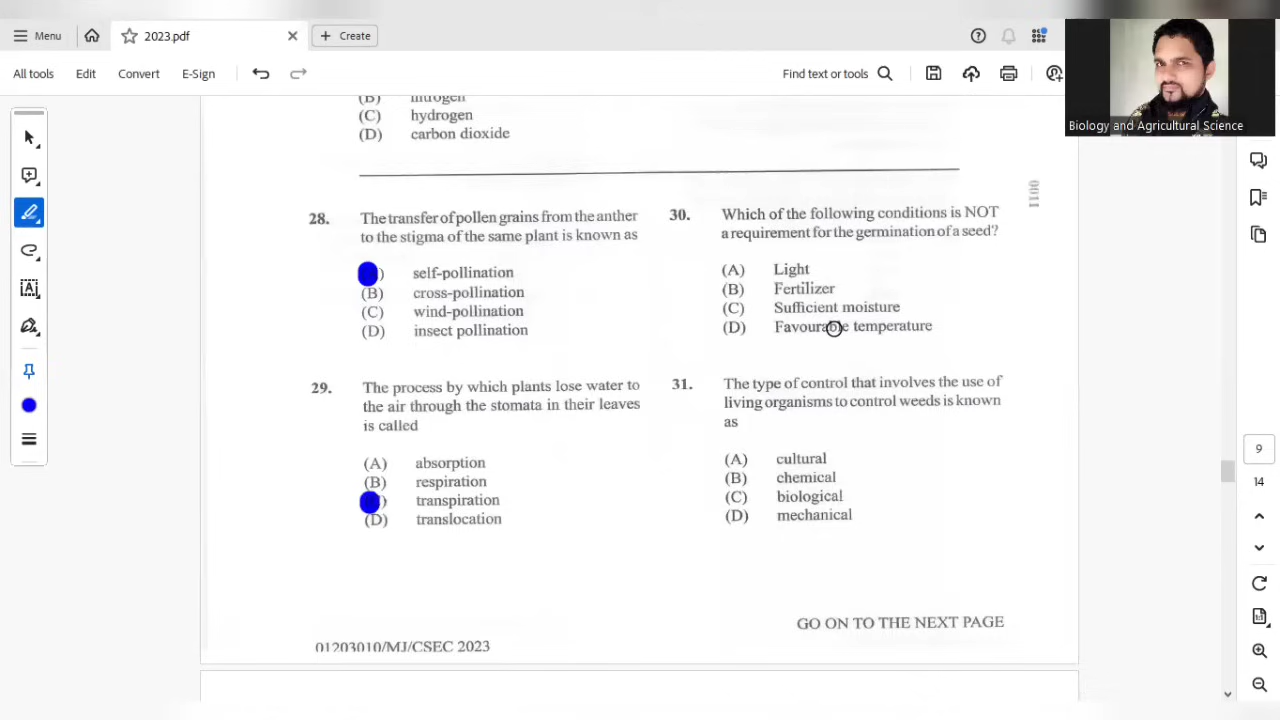 Menu
2023.pdf
Create
All tools
Edit
Convert
E-Sign
Find text or tools
Biology and Agricultural Science
(B) nitrogen
(C) hydrogen
(D) carbon dioxide
0011
28. The transfer of pollen grains from the anther
to the stigma of the same plant is known as
) self-pollination
(B) cross-pollination
(C) wind-pollination
(D) insect pollination
29. The process by which plants lose water to
the air through the stomata in their leaves
is called
(A) absorption
(B) respiration
) transpiration
(D) translocation
30. Which of the following conditions is NOT
a requirement for the germination of a seed?
(A) Light
(B) Fertilizer
(C) Sufficient moisture
(D) Favourable temperature
31. The type of control that involves the use of
living organisms to control weeds is known
as
(A) cultural
(B) chemical
(C) biological
(D) mechanical
GO ON TO THE NEXT PAGE
01203010/MJ/CSEC 2023
9
14